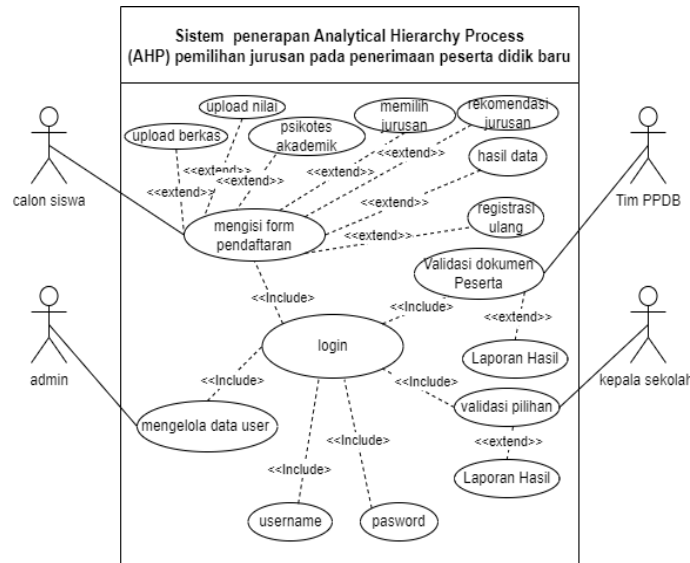 Sistem penerapan Analytical Hierarchy Process
(AHP) pemilihan jurusan pada penerimaan peserta didik baru
upload nilai
upload berkas
psikotes
akademik
memilih
jurusan
rekomendasi
jurusan
hasil data
registrasi
ulang
<<extend>>
<<extend>>
<<extend>>
<<extend>>
<<extend>>
<<extend>>
<<extend>>
calon siswa
Tim PPDB
mengisi form
pendaftaran
Validasi dokumen
Peserta
<<Include>>
<<Include>>
<<extend>>
login
Laporan Hasil
admin
kepala sekolah
<<Include>>
<<Include>>
mengelola data user
validasi pilihan
<<Include>>
<<extend>>
<<Include>>
Laporan Hasil
username
pasword